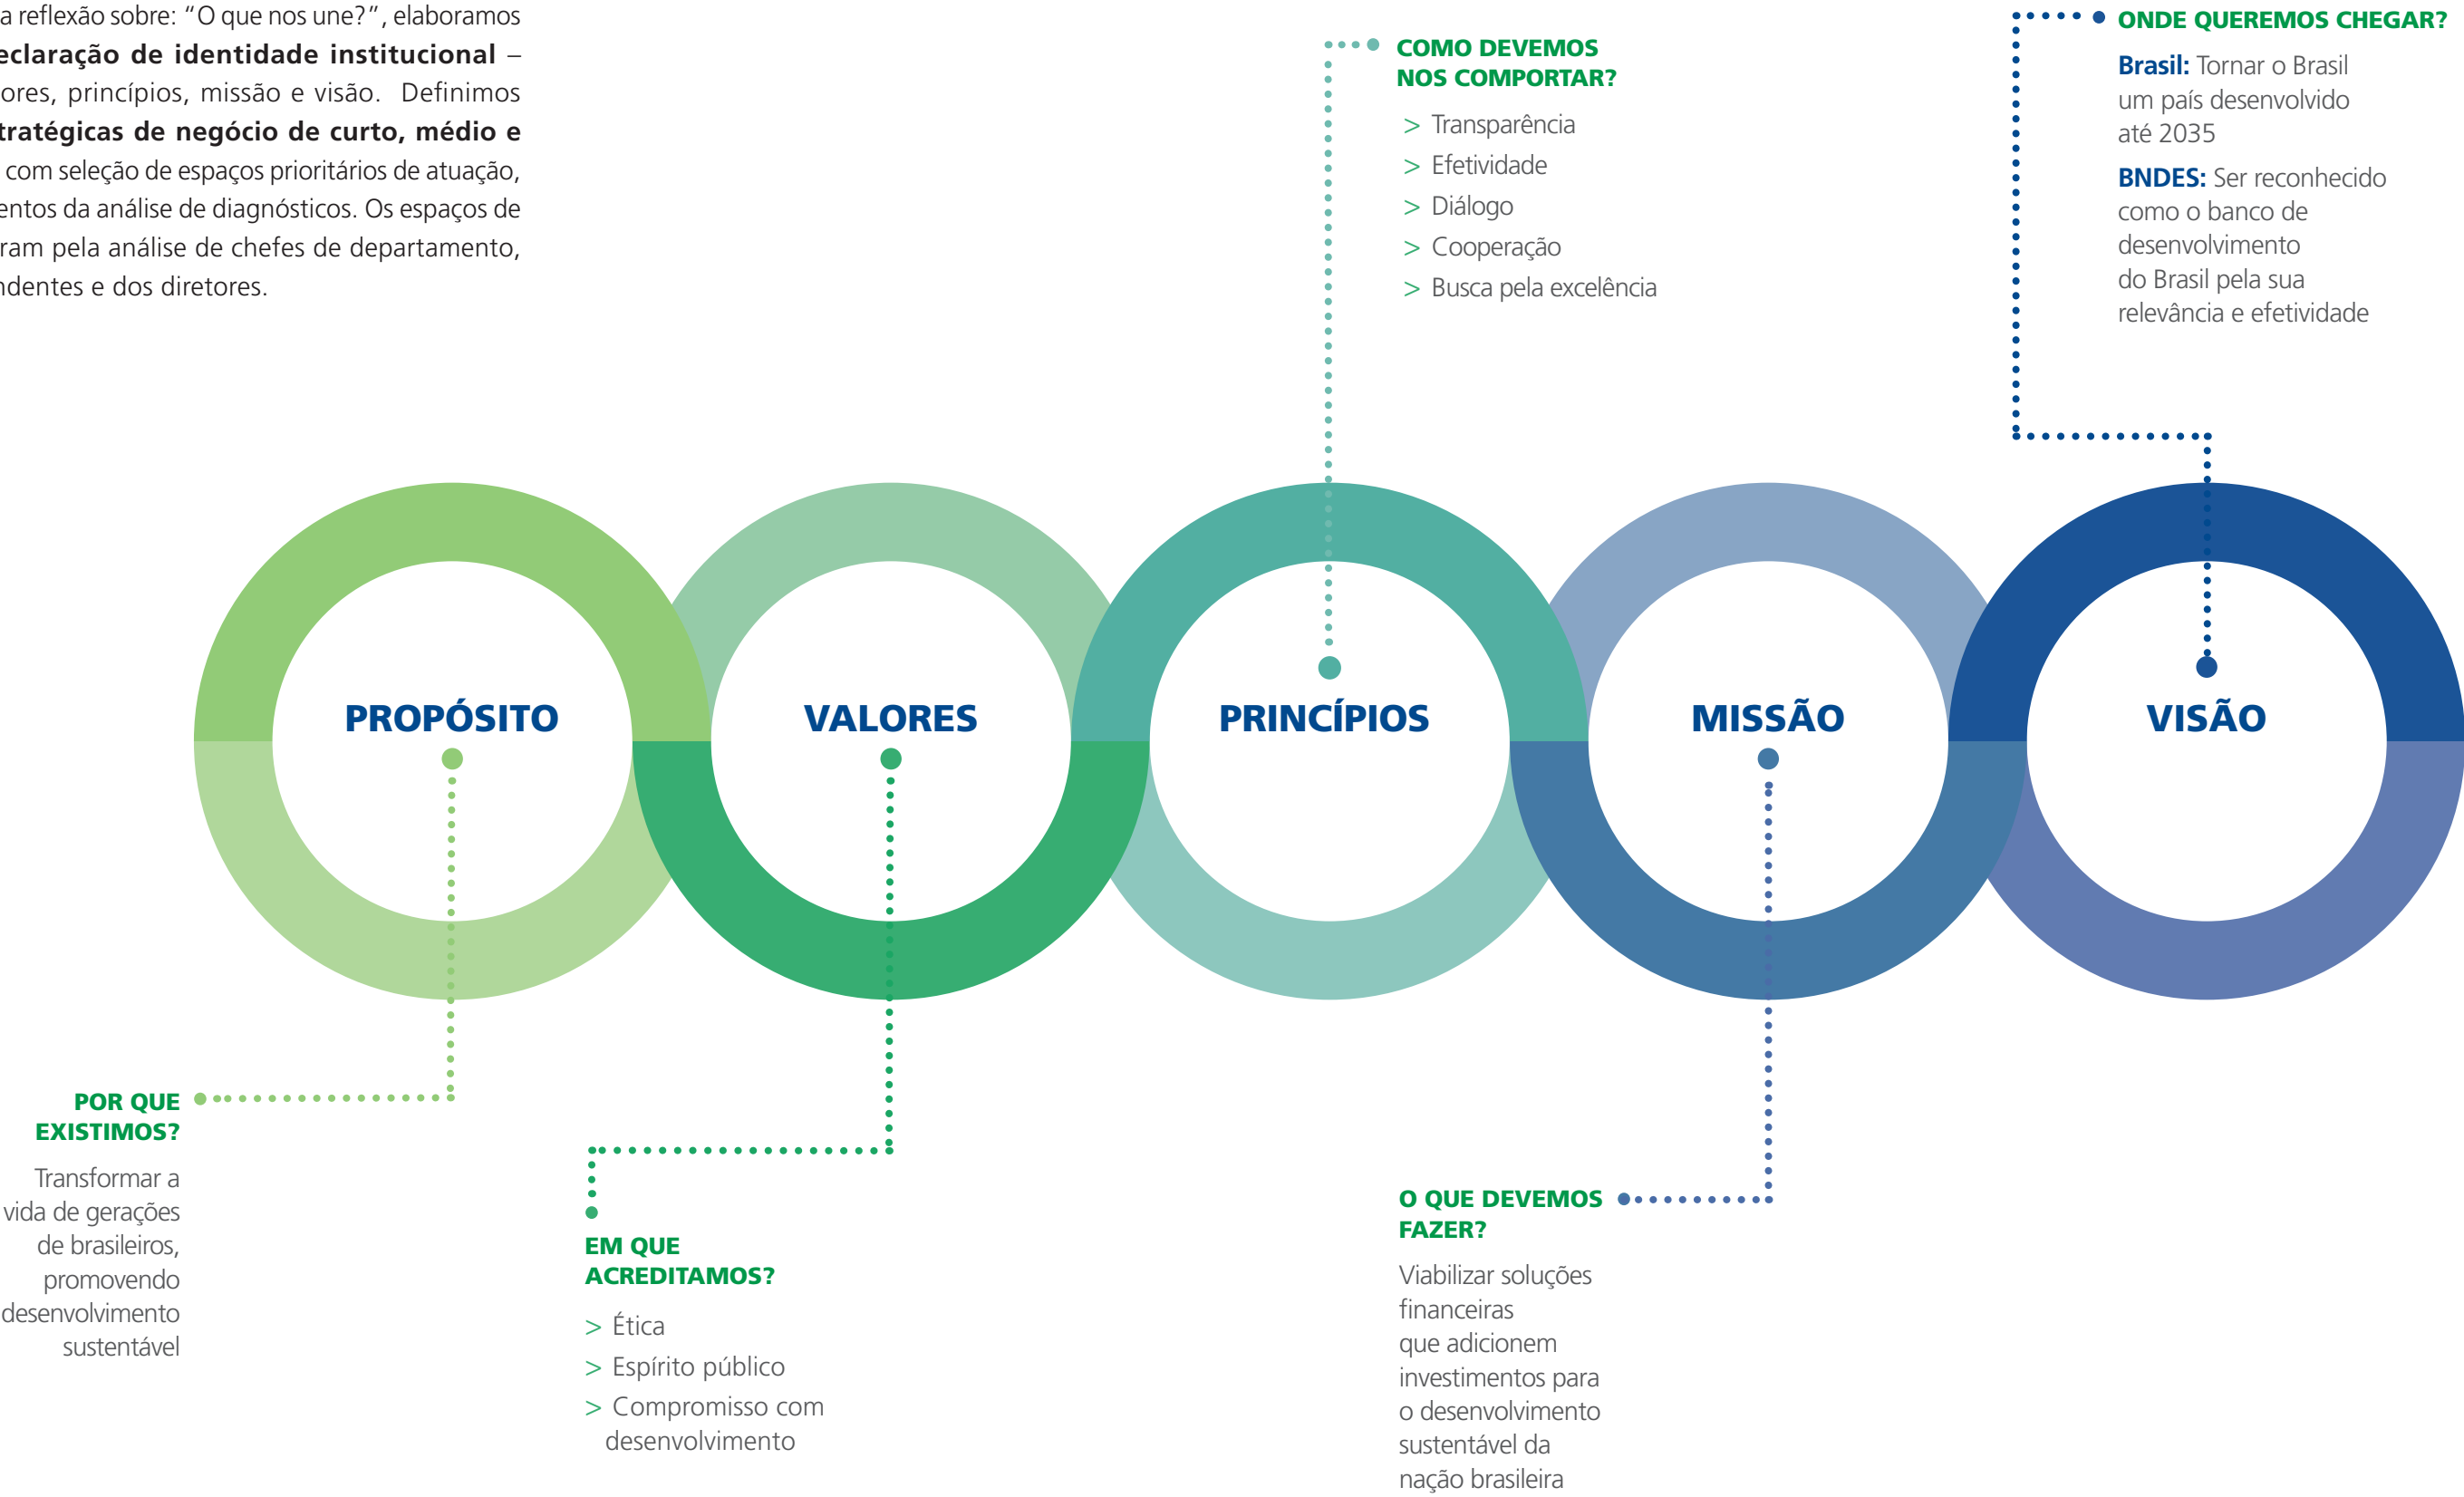 a reflexão sobre: “O que nos une?”, elaboramos
eclaração de identidade institucional –
ores, princípios, missão e visão. Definimos
tratégicas de negócio de curto, médio e
com seleção de espaços prioritários de atuação,
entos da análise de diagnósticos. Os espaços de
ram pela análise de chefes de departamento,
ndentes e dos diretores.
COMO DEVEMOS
NOS COMPORTAR?
> Transparência
> Efetividade
> Diálogo
> Cooperação
> Busca pela excelência
ONDE QUEREMOS CHEGAR?
Brasil: Tornar o Brasil
um país desenvolvido
até 2035
BNDES: Ser reconhecido
como o banco de
desenvolvimento
do Brasil pela sua
relevância e efetividade
PROPÓSITO
VALORES
PRINCÍPIOS
MISSÃO
VISÃO
POR QUE
EXISTIMOS?
Transformar a
vida de gerações
de brasileiros,
promovendo
desenvolvimento
sustentável
EM QUE
ACREDITAMOS?
> Ética
> Espírito público
> Compromisso com
desenvolvimento
O QUE DEVEMOS
FAZER?
Viabilizar soluções
financeiras
que adicionem
investimentos para
o desenvolvimento
sustentável da
nação brasileira